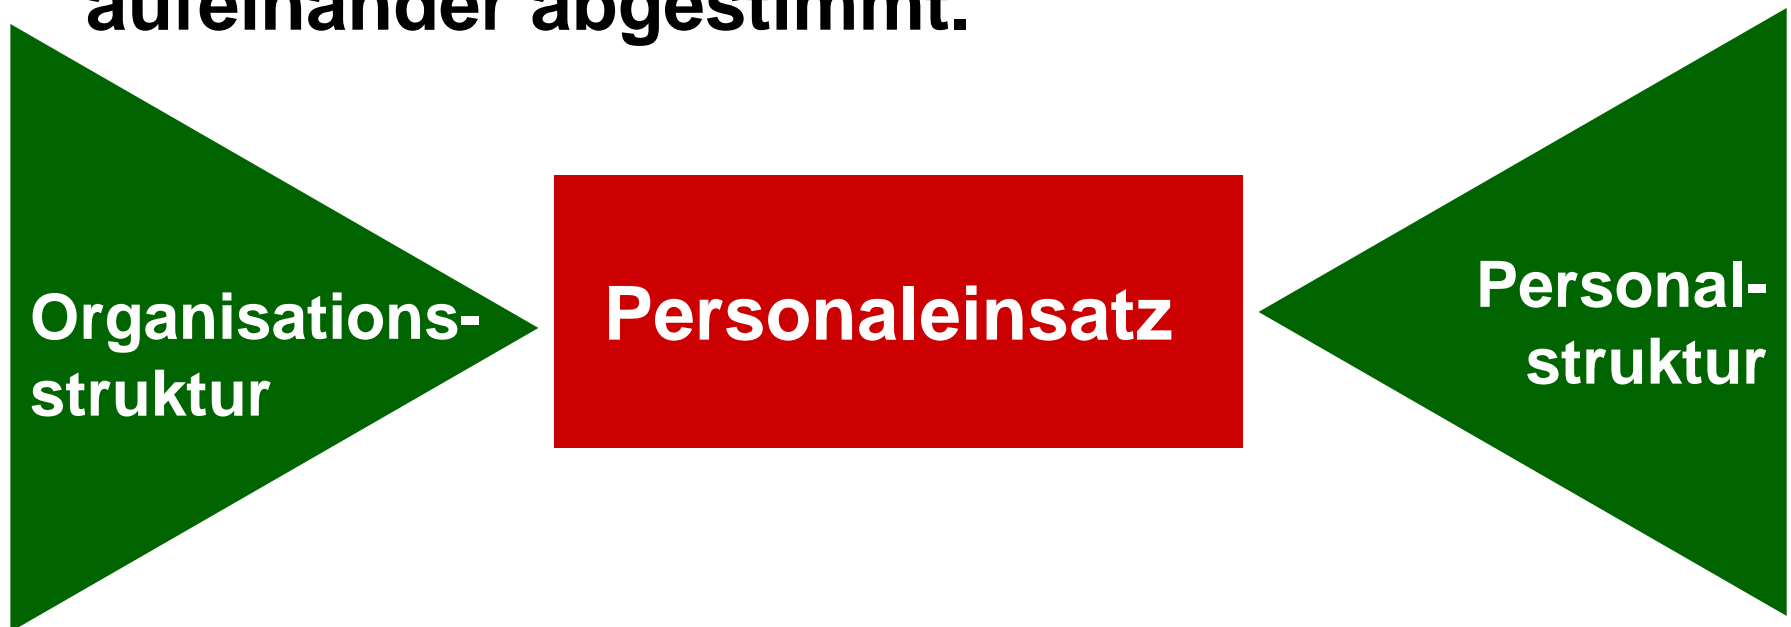 aufeinander abgestimmt.
Organisations-
struktur
Personaleinsatz
Personal-
struktur